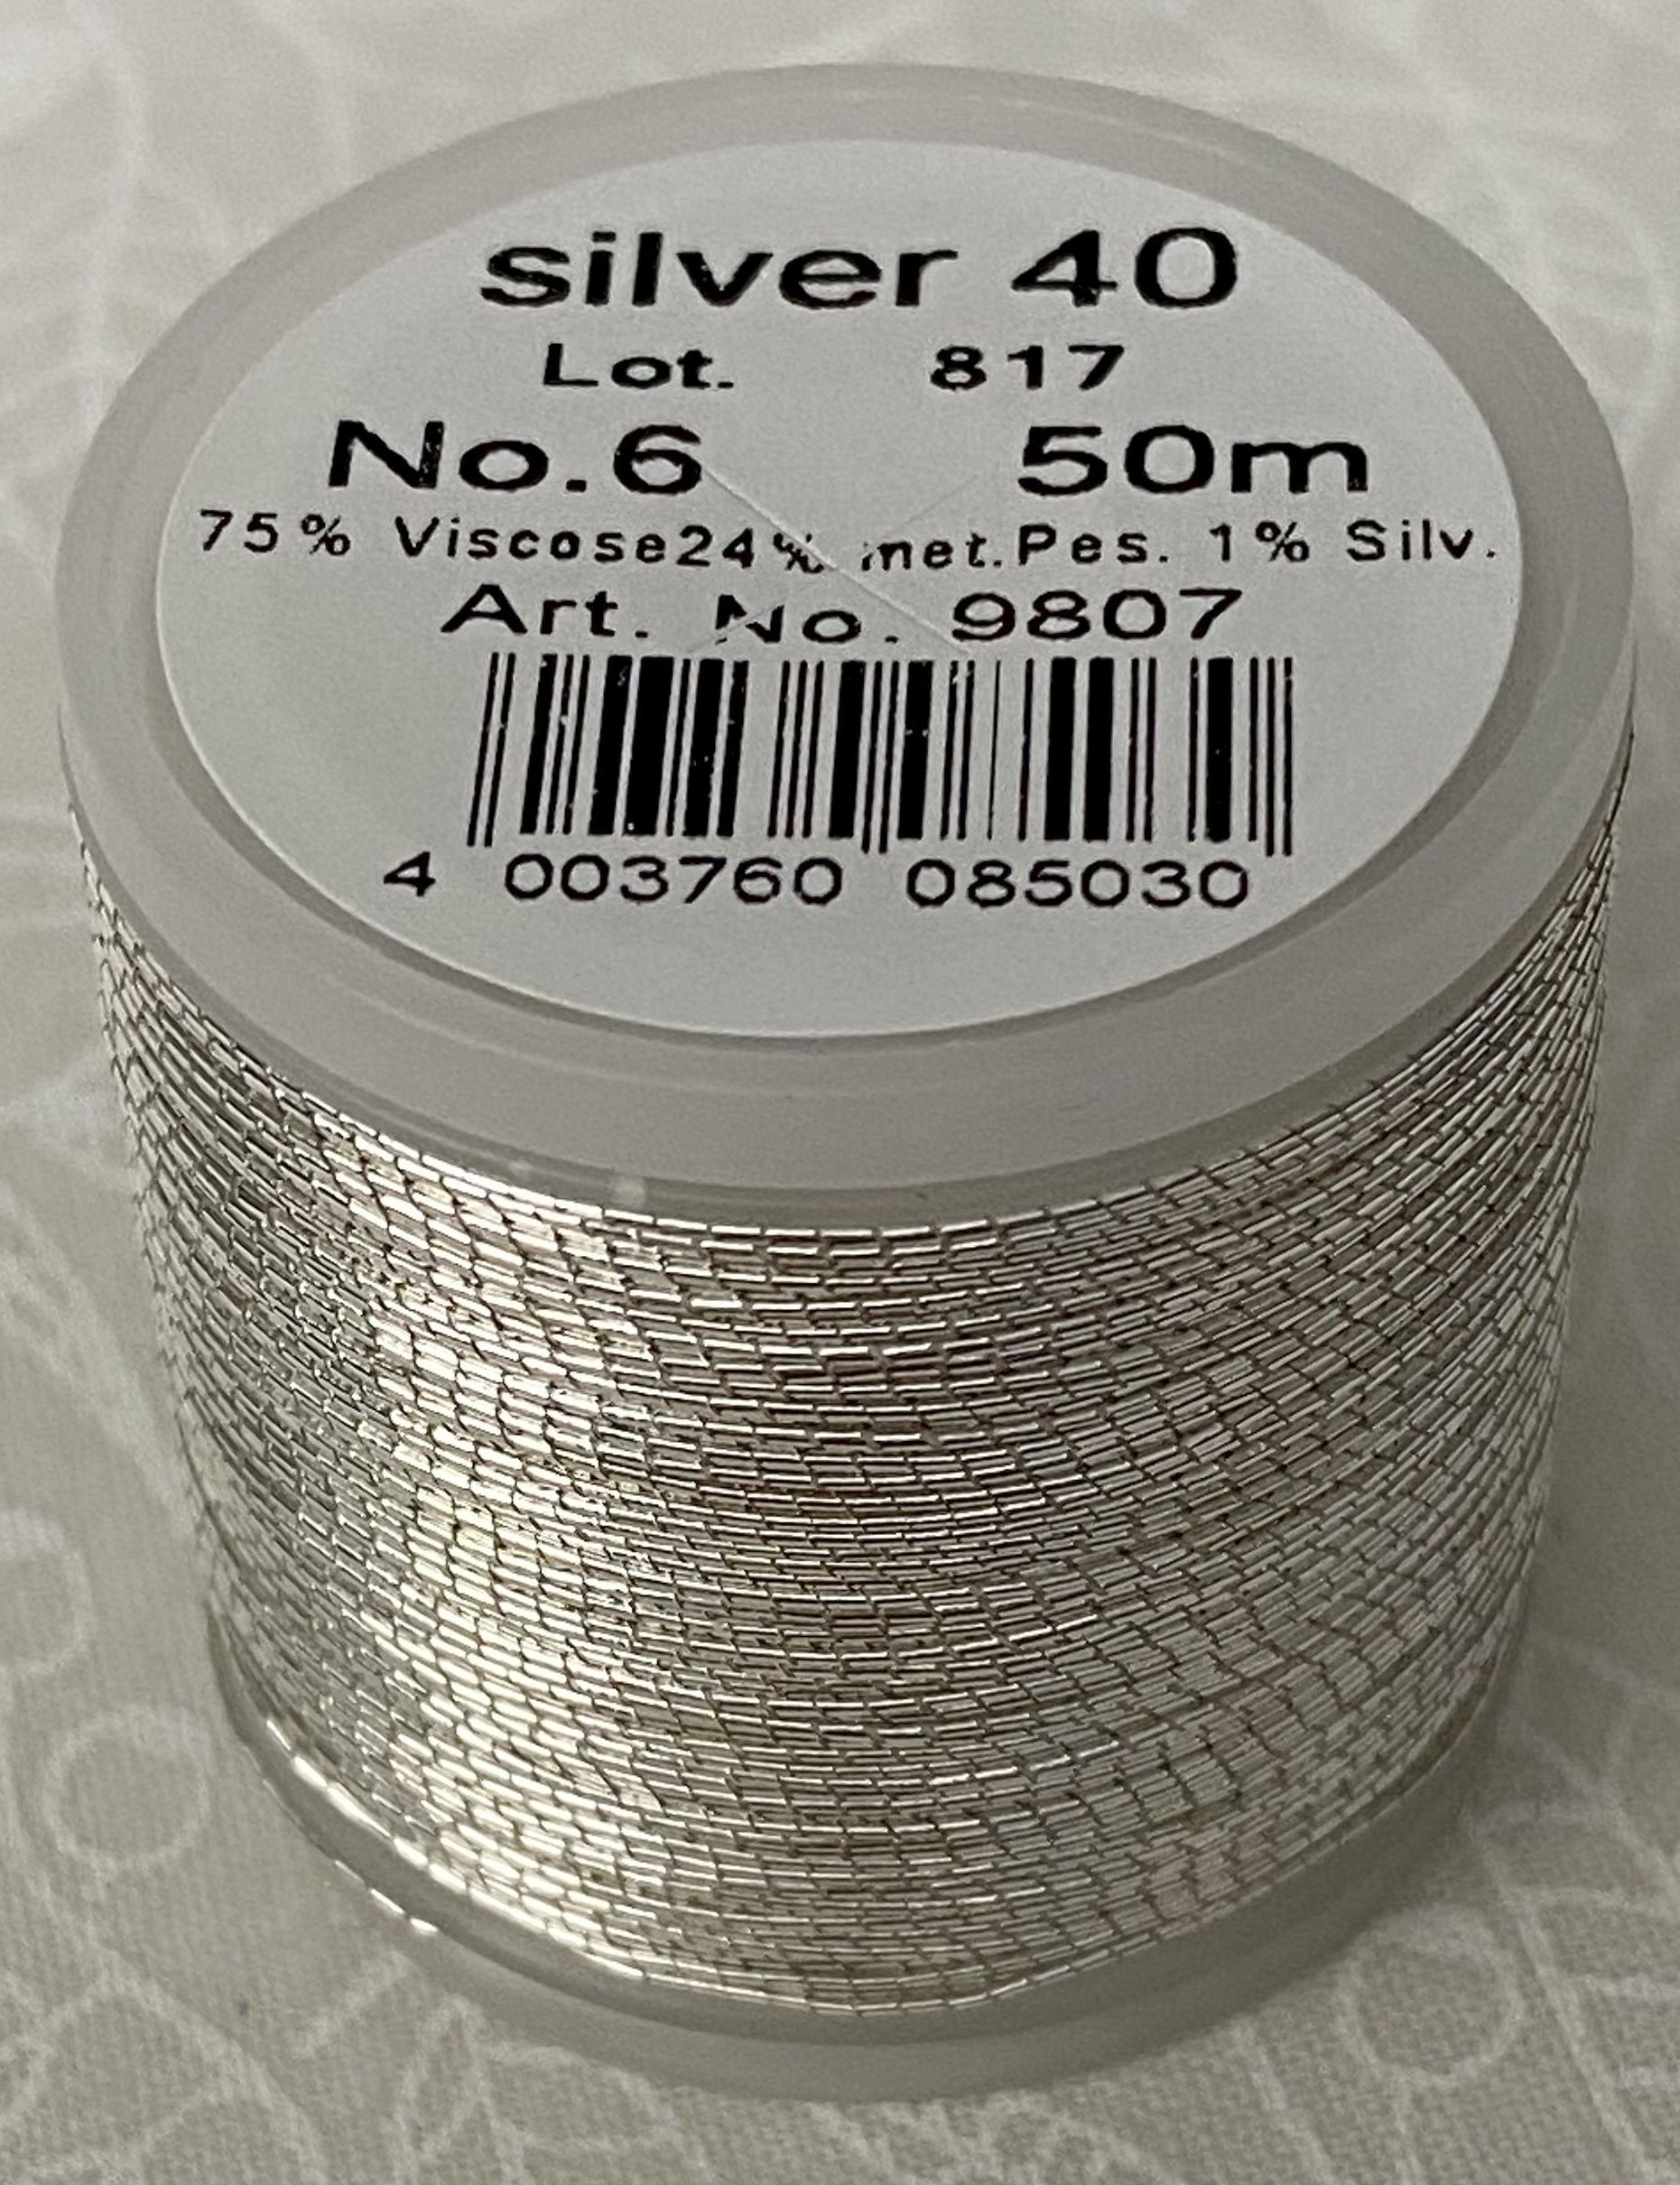 silver 40
Lot. 817
No.6 50m
75% Viscose24% met.Pes. 1% Silv.
Art. No. 9807
4 003760 085030